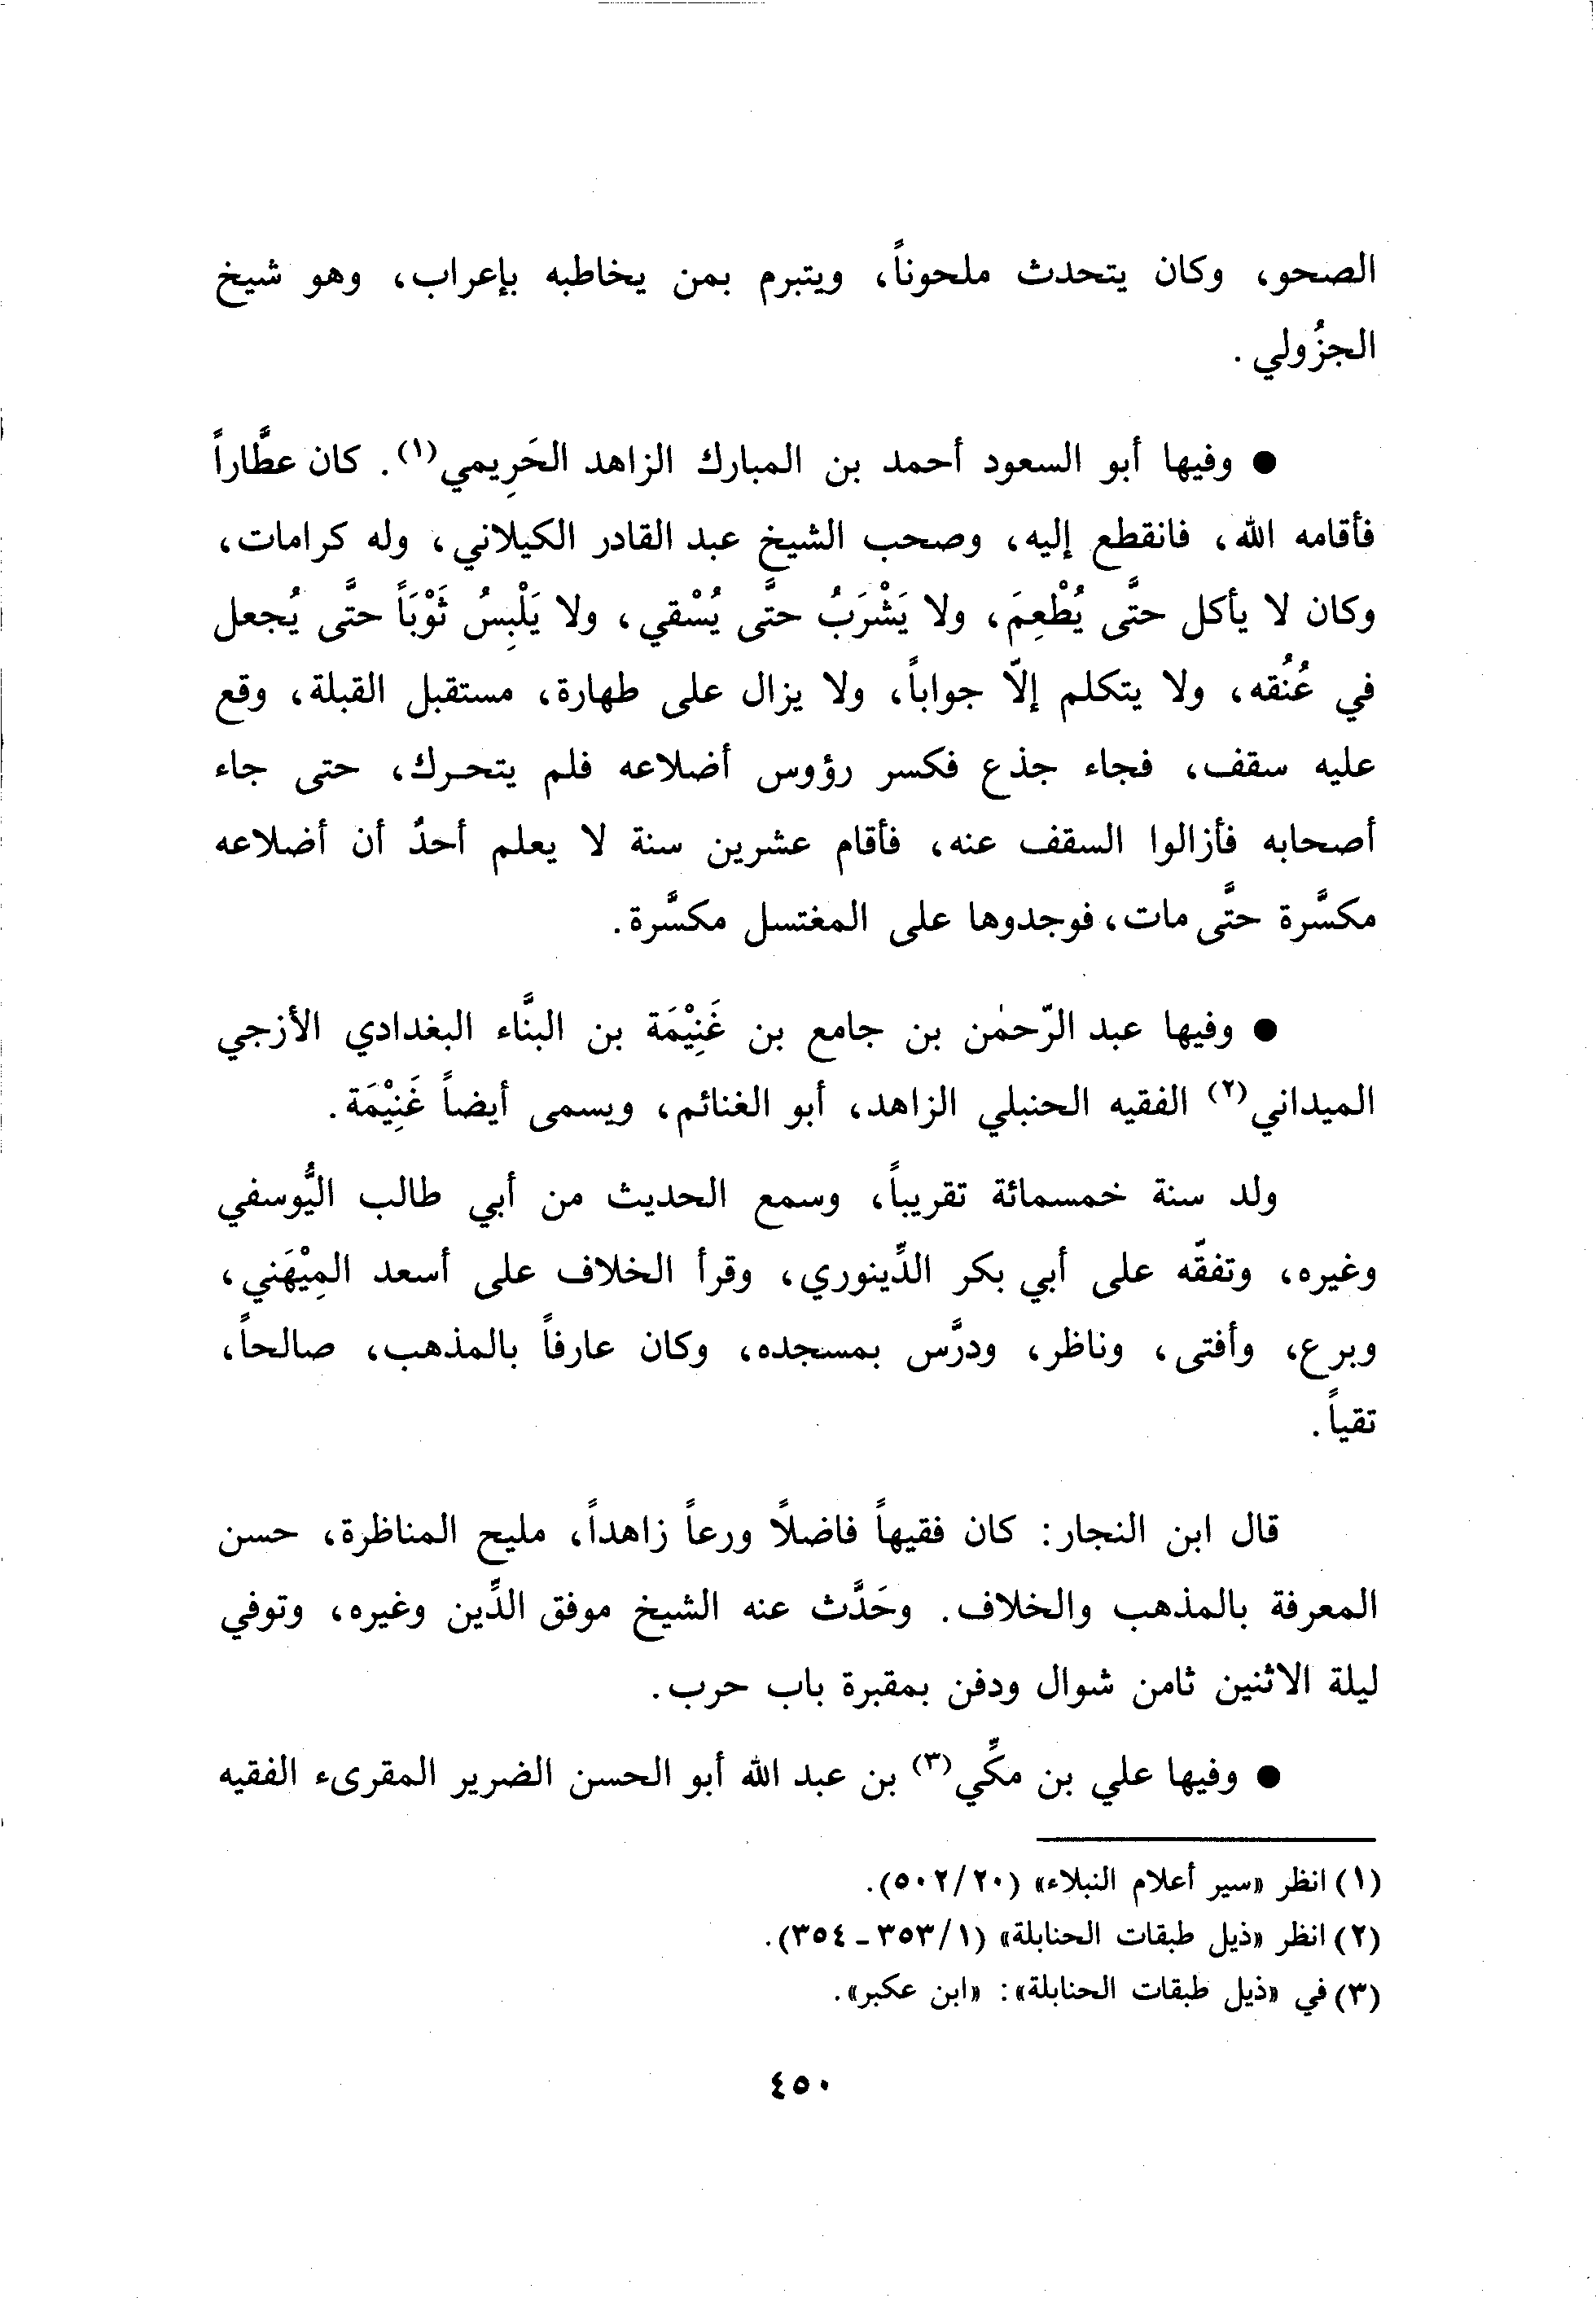 الصحو، وكان يتحدث ملحوناً، ويتبرم بمن يخاطبه بإعراب، وهو شيخ
الجزُولي.
● وفيها أبو السعود أحمد بن المبارك الزاهد الحَرِيمي(١). كان عطَّاراً
فأقامه الله، فانقطع إليه، وصحب الشيخ عبد القادر الكيلاني، وله كرامات،
وكان لا يأكل حتَّى يُطْعِمَ، ولا يَشْرَبُ حتَّى يُسْقي، ولا يَلْبِسُ ثَوْبَاً حتَّى يُجعل
في عُنُقه، ولا يتكلم إلّا جواباً، ولا يزال على طهارة، مستقبل القبلة، وقع
عليه سقف، فجاء جذع فكسر رؤوس أضلاعه فلم يتحرك، حتى جاء
أصحابه فأزالوا السقف عنه، فأقام عشرين سنة لا يعلم أحدٌ أن أضلاعه
مكسَّرة حتَّى مات، فوجدوها على المغتسل مكسَّرة.
● وفيها عبد الرّحمٰن بن جامع بن غَنِيْمَة بن البنَّاء البغدادي الأزجي
الميداني(٢) الفقيه الحنبلي الزاهد، أبو الغنائم، ويسمى أيضاً غَنِيْمَة.
ولد سنة خمسمائة تقريباً، وسمع الحديث من أبي طالب اليُّوسفي
وغيره، وتفقّه على أبي بكر الدِّينوري، وقرأ الخلاف على أسعد المِيْهَني،
وبرع، وأفتى، وناظر، ودرَّس بمسجده، وكان عارفاً بالمذهب، صالحاً،
تقياً.
قال ابن النجار: كان فقيهاً فاضلاً ورعاً زاهداً، مليح المناظرة، حسن
المعرفة بالمذهب والخلاف. وحَدَّث عنه الشيخ موفق الدِّين وغيره، وتوفي
ليلة الاثنين ثامن شوال ودفن بمقبرة باب حرب.
● وفيها علي بن مكِّي(٣) بن عبد الله أبو الحسن الضرير المقرىء الفقيه
(١) انظر «سير أعلام النبلاء» (٥٠٢/٢٠).
(٢) انظر «ذيل طبقات الحنابلة» (٣٥٣/١ ـ ٣٥٤).
(٣) في «ذيل طبقات الحنابلة»: «ابن عكبر».
٤٥٠